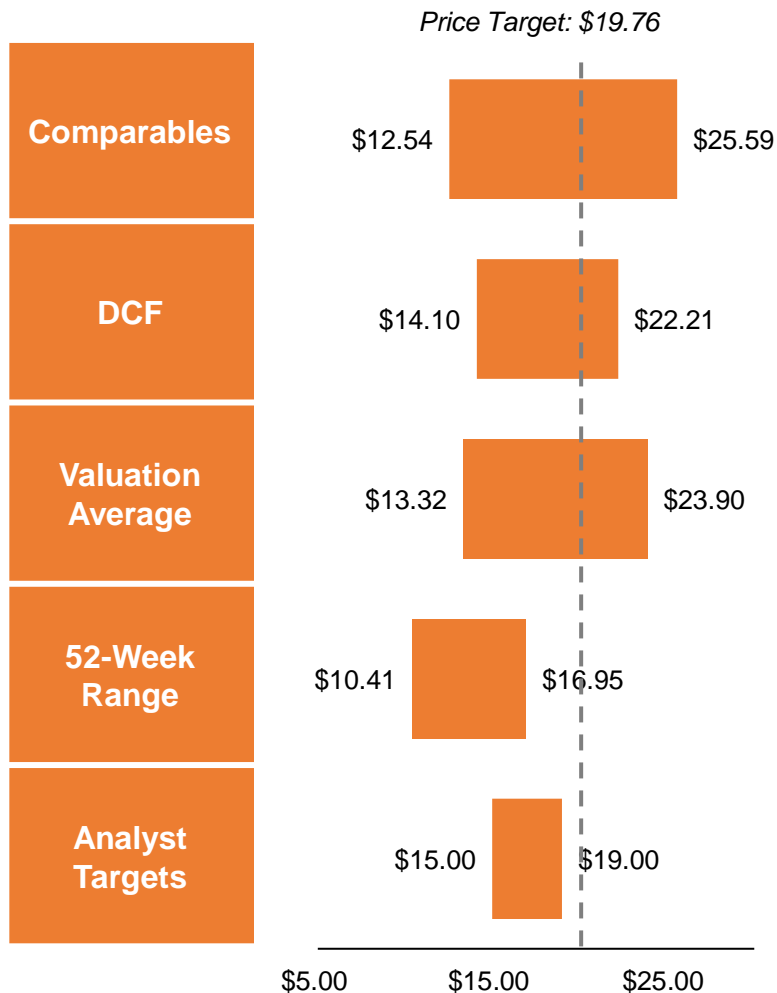 Price Target: $19.76
Comparables
$12.54
$25.59
DCF
$14.10
$22.21
Valuation
Average
$13.32
$23.90
52-Week
Range
$10.41
$16.95
Analyst
Targets
$15.00
$19.00
$5.00
$15.00
$25.00